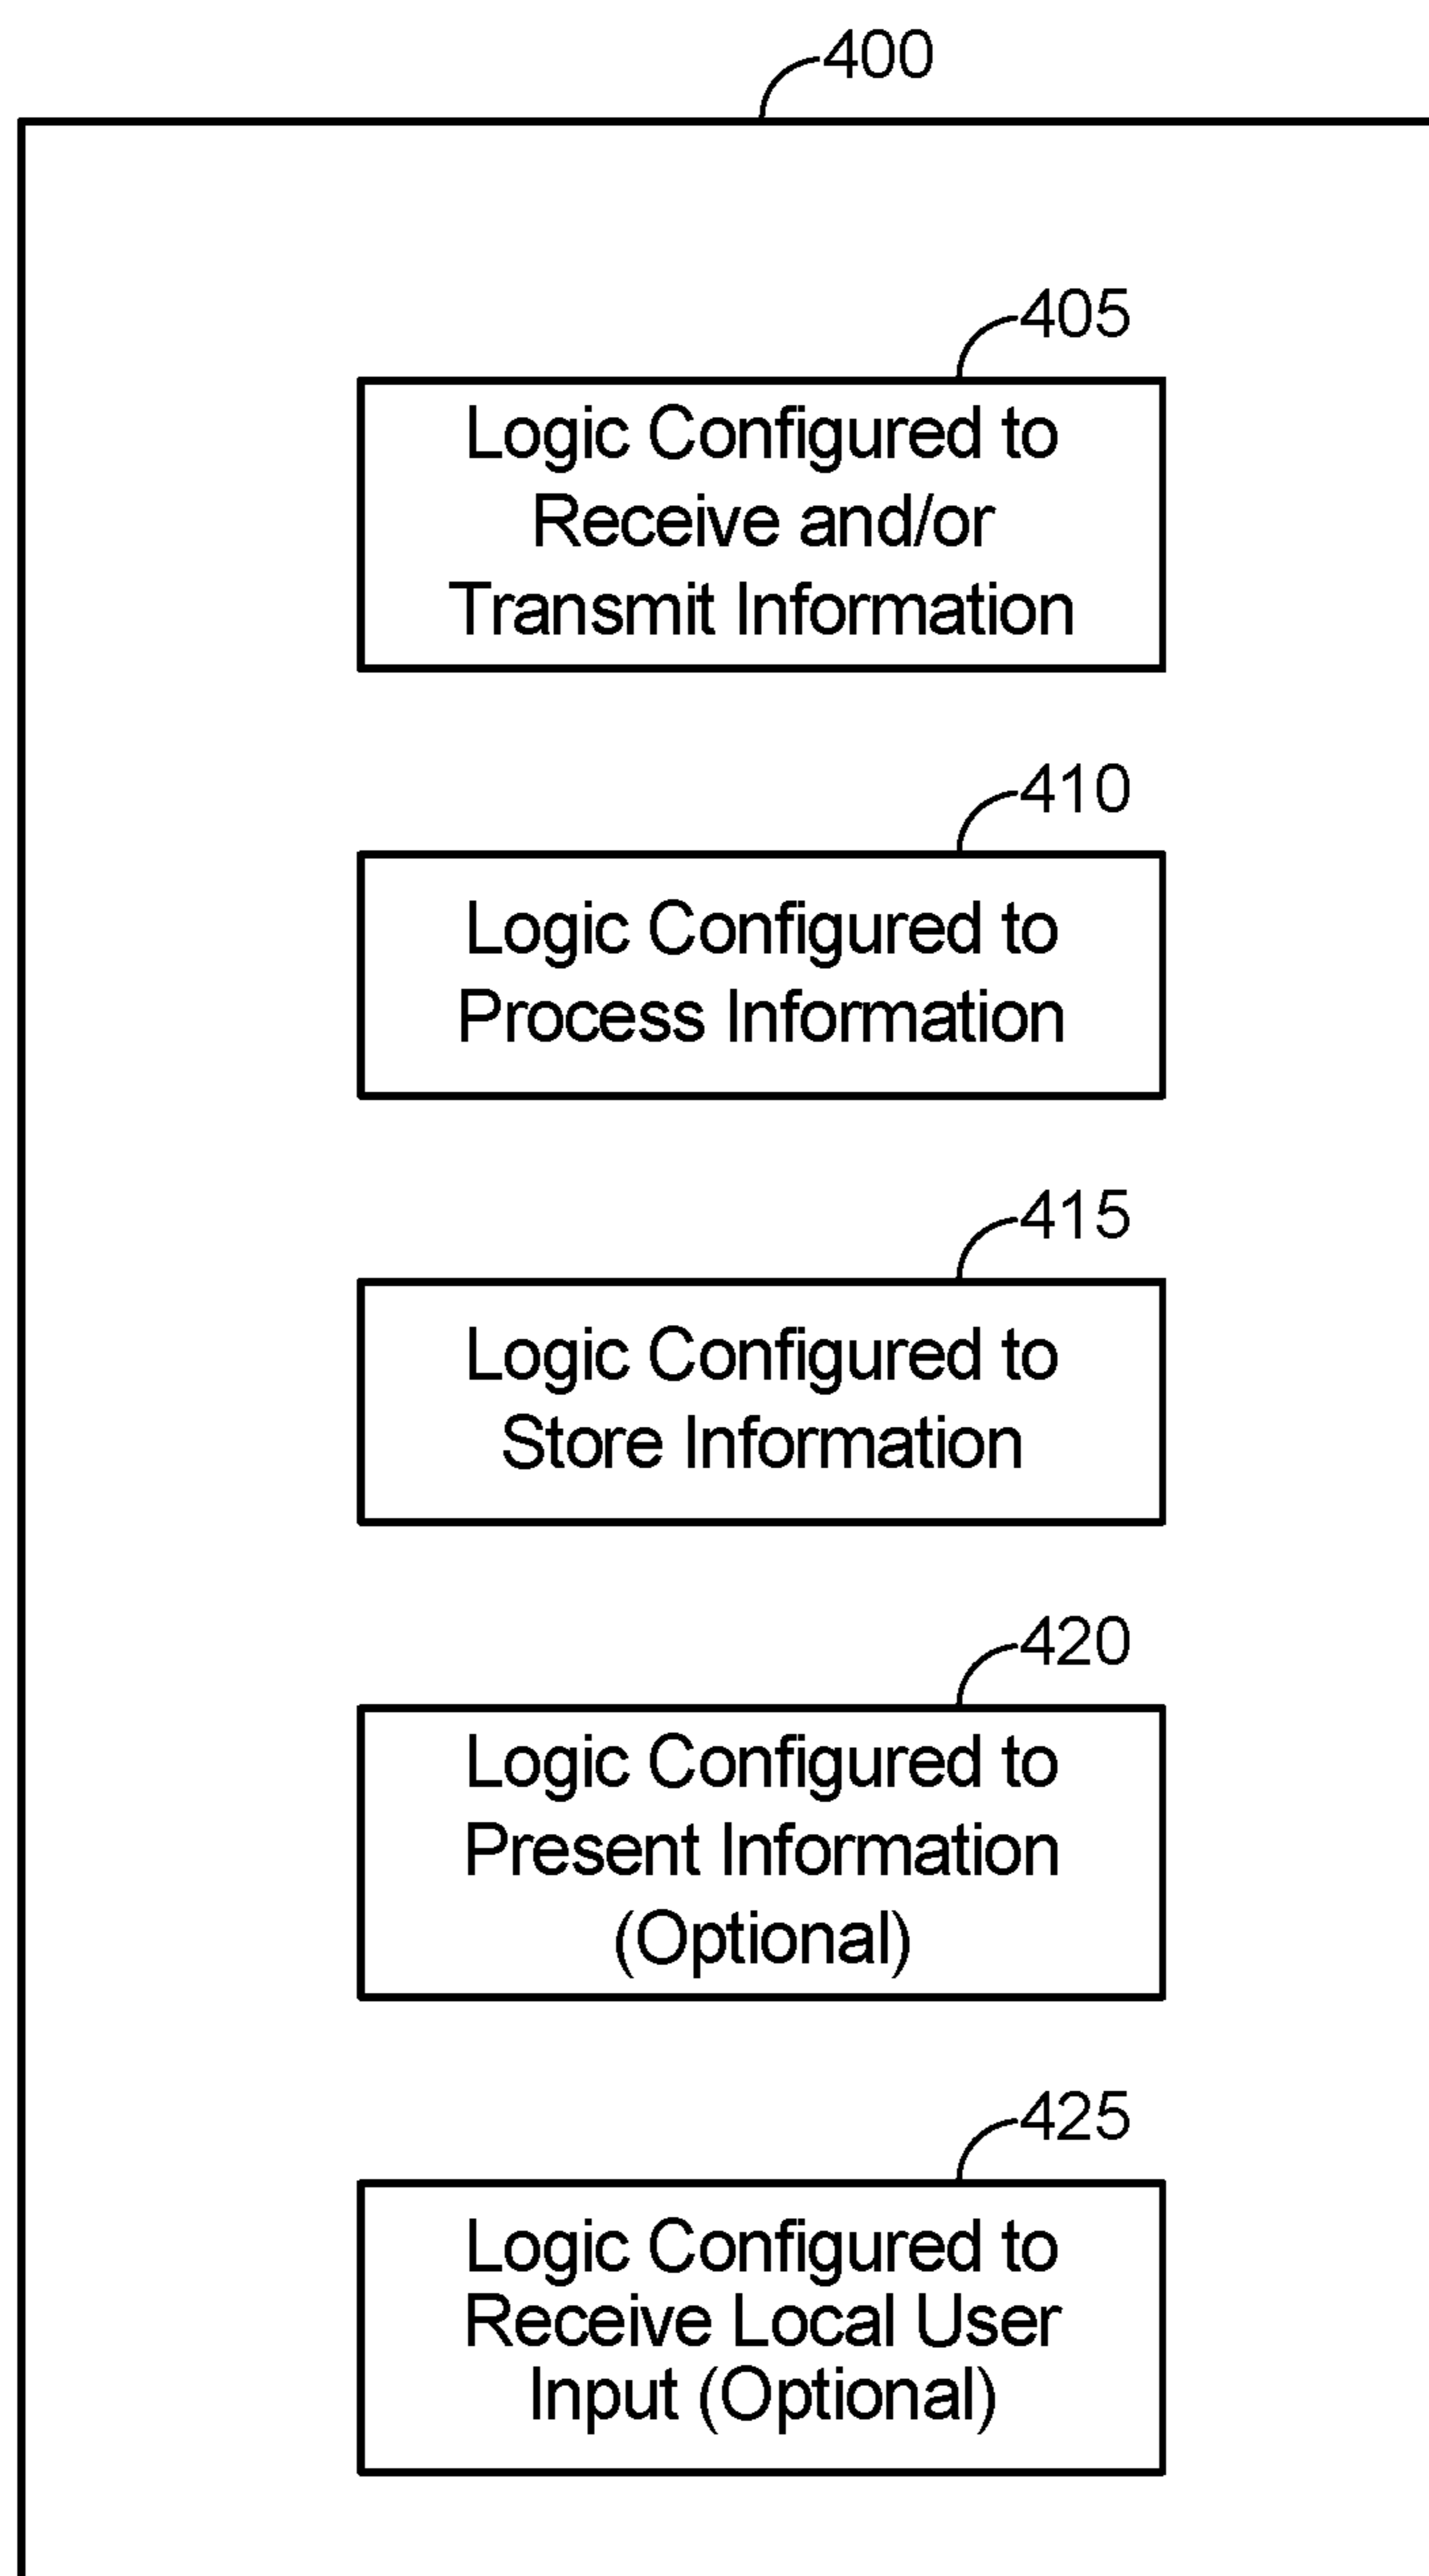 400
405
Logic Configured to
Receive and/or
Transmit Information
410
Logic Configured to
Process Information
415
Logic Configured to
Store Information
420
Logic Configured to
Present Information
(Optional)
425
Logic Configured to
Receive Local User
Input (Optional)